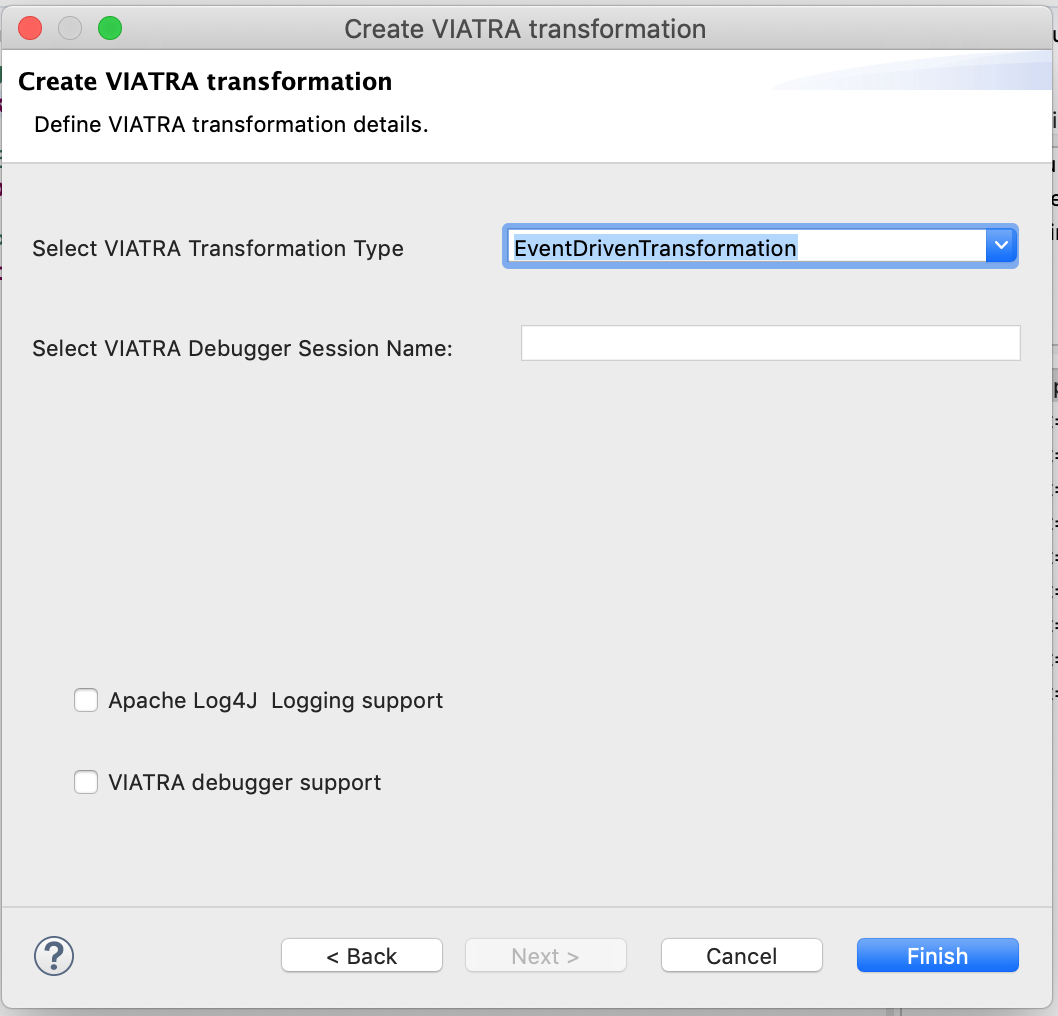 Create VIATRA transformation
Create VIATRA transformation
Define VIATRA transformation details.
Select VIATRA Transformation Type
EventDrivenTransformation
Select VIATRA Debugger Session Name:
Apache Log4J  Logging support
VIATRA debugger support
?
< Back
Next >
Cancel
Finish